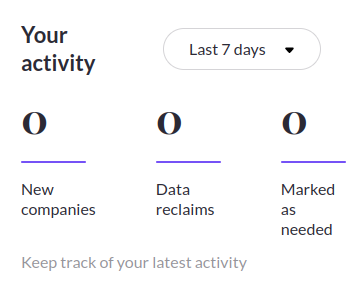 Your
activity
Last 7 days
0 0 0
New Data Marked
companies reclaims as
needed
Keep track of your latest activity